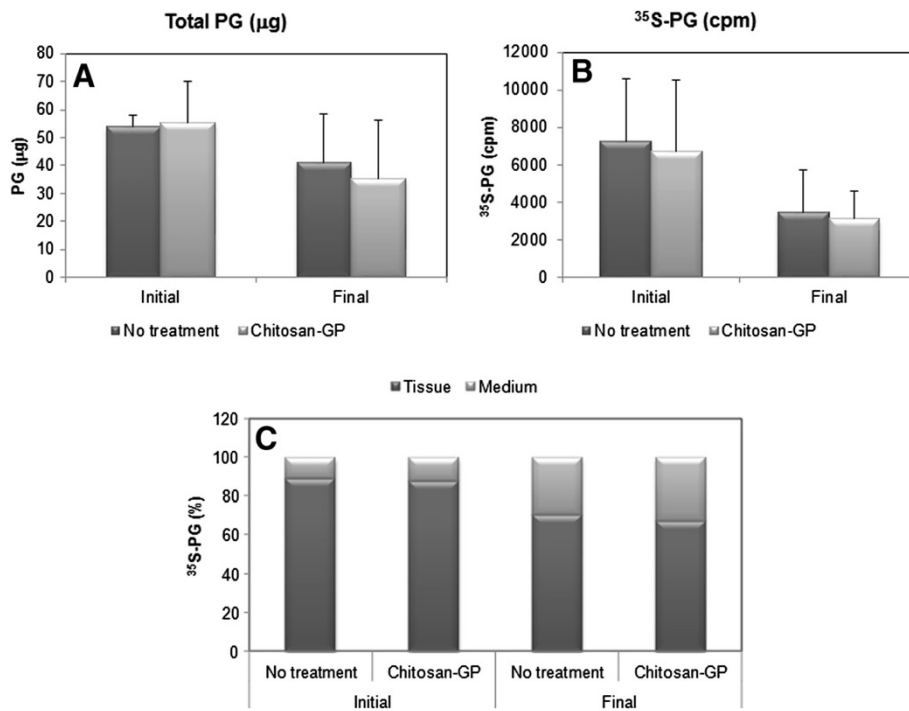 Total PG (µg)
A
80
70
60
50
40
30
20
10
0
PG (µg)
Initial Final
No treatment Chitosan-GP
³⁵S-PG (cpm)
B
12000
10000
8000
6000
4000
2000
0
³⁵S-PG (cpm)
Initial Final
No treatment Chitosan-GP
Tissue Medium
C
120
100
80
60
40
20
0
³⁵S-PG (%)
No treatment Chitosan-GP No treatment Chitosan-GP
Initial Final